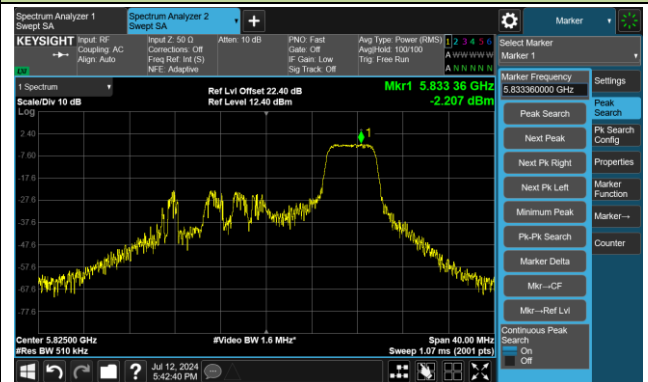 Spectrum Analyzer 1
Swept SA
Spectrum Analyzer 2
Swept SA
+
Marker
KEYSIGHT
Input: RF
Coupling: AC
Align: Auto
Input Z: 50 Ω
Corrections: Off
Freq Ref: Int (S)
NFE: Adaptive
Atten: 10 dB
PNO: Fast
Gate: Off
IF Gain: Low
Sig Track: Off
Avg Type: Power (RMS)
Avg|Hold: 100/100
Trig: Free Run
1 2 3 4 5 6
A W W W W W
A N N N N N
Select Marker
Marker 1
LXI
1 Spectrum
Scale/Div 10 dB
Log
Ref Lvl Offset 22.40 dB
Ref Level 12.40 dBm
Mkr1 5.833 36 GHz
-2.207 dBm
2.40
-7.60
-27.6
-37.6
-47.6
-57.6
-67.6
-77.6
1
Center 5.82500 GHz
#Res BW 510 kHz
#Video BW 1.6 MHz*
Span 40.00 MHz
Sweep 1.07 ms (2001 pts)
Marker Frequency
5.833360000 GHz
Peak Search
Next Peak
Next Pk Right
Next Pk Left
Minimum Peak
Pk-Pk Search
Marker Delta
Mkr→CF
Mkr→Ref Lvl
Continuous Peak
Search
On
Off
Settings
Peak
Search
Pk Search
Config
Properties
Marker
Function
Marker→
Counter
?
Jul 12, 2024
5:42:40 PM